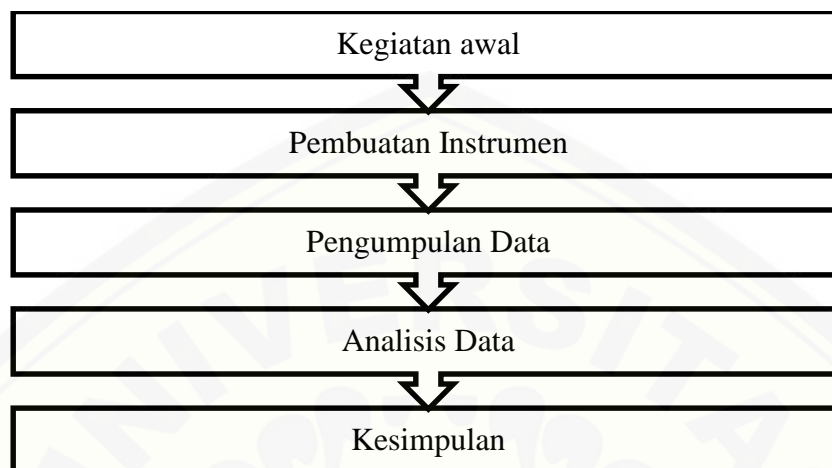 Kegiatan awal
Pembuatan Instrumen
Pengumpulan Data
Analisis Data
Kesimpulan